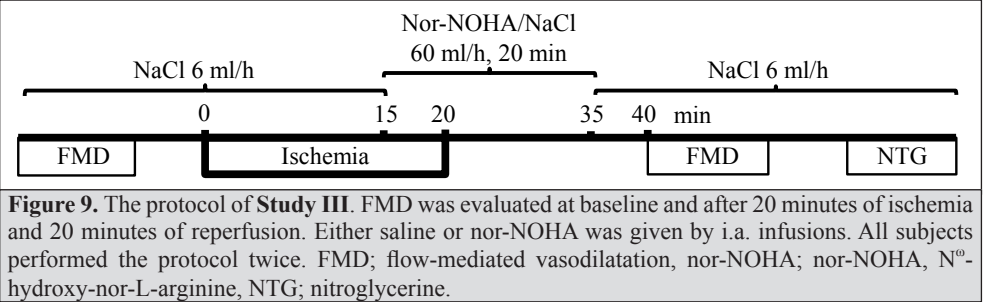 Nor-NOHA/NaCl
60 ml/h, 20 min
NaCl 6 ml/h
NaCl 6 ml/h
0 15 20 35 40 min
FMD Ischemia FMD NTG
Figure 9. The protocol of Study III. FMD was evaluated at baseline and after 20 minutes of ischemia
and 20 minutes of reperfusion. Either saline or nor-NOHA was given by i.a. infusions. All subjects
performed the protocol twice. FMD; flow-mediated vasodilatation, nor-NOHA; nor-NOHA, Nω-
hydroxy-nor-L-arginine, NTG; nitroglycerine.